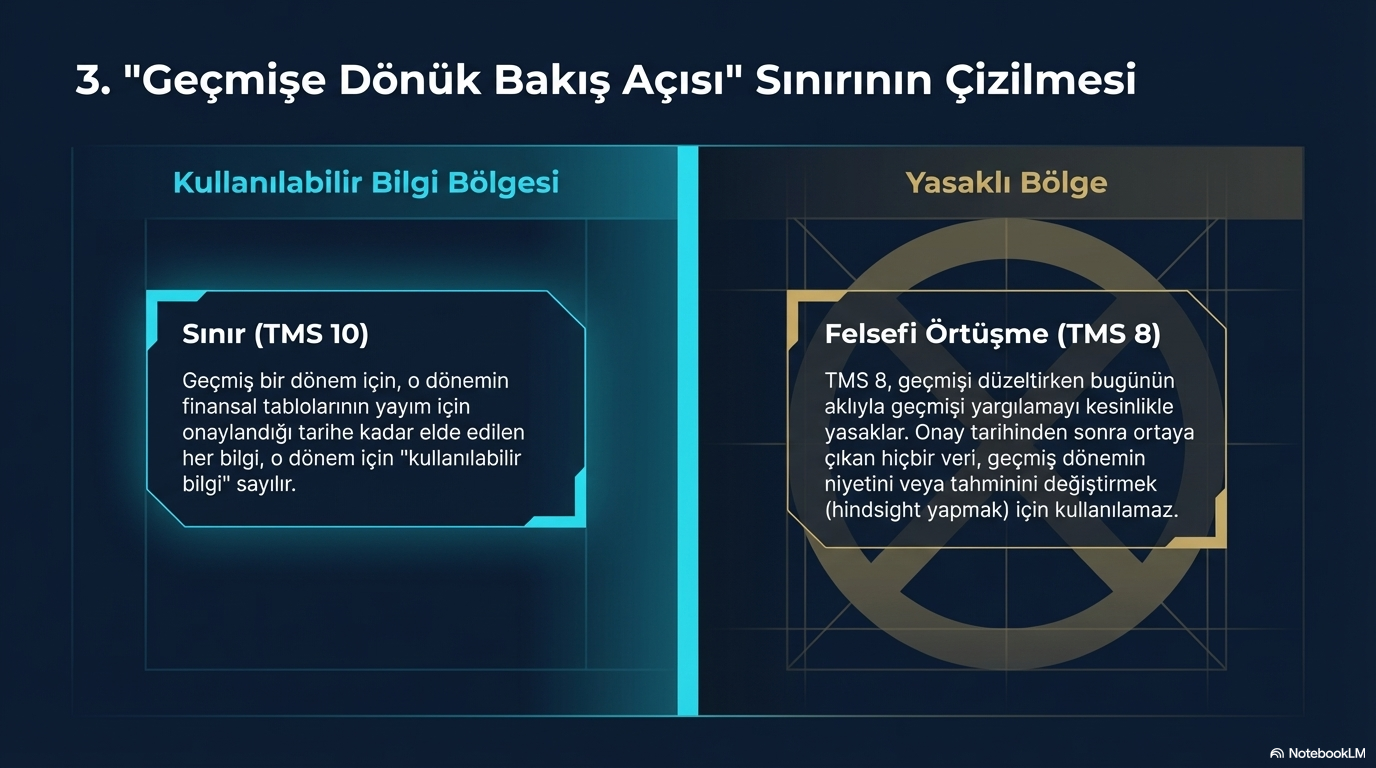 3. "Geçmişe Dönük Bakış Açısı" Sınırının Çizilmesi
Kullanılabilir Bilgi Bölgesi
Sınır (TMS 10)
Geçmiş bir dönem için, o dönemin
finansal tablolarının yayım için
onaylandığı tarihe kadar elde edilen
her bilgi, o dönem için "kullanılabilir
bilgi" sayılır.
Yasaklı Bölge
Felsefi Örtüşme (TMS 8)
TMS 8, geçmişi düzeltirken bugünün
aklıyla geçmişi yargılamayı kesinlikle
yasaklar. Onay tarihinden sonra ortaya
çıkan hiçbir veri, geçmiş dönemin
niyetini veya tahminini değiştirmek
(hindsight yapmak) için kullanılamaz.
NotebookLM